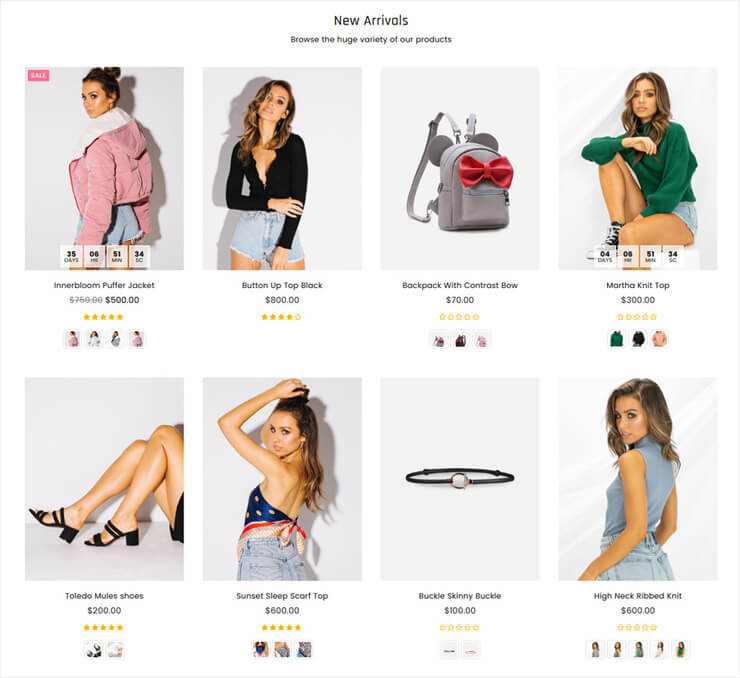 New Arrivals
Browse the huge variety of our products
SALE
35 06 51 34
DAYS HR MIN SC
04 06 51 34
DAYS HR MIN SC
Innerbloom Puffer Jacket
$750.00 $500.00
Button Up Top Black
$800.00
Backpack With Contrast Bow
$70.00
Martha Knit Top
$300.00
Toledo Mules shoes
$200.00
Sunset Sleep Scarf Top
$600.00
Buckle Skinny Buckle
$100.00
High Neck Ribbed Knit
$600.00